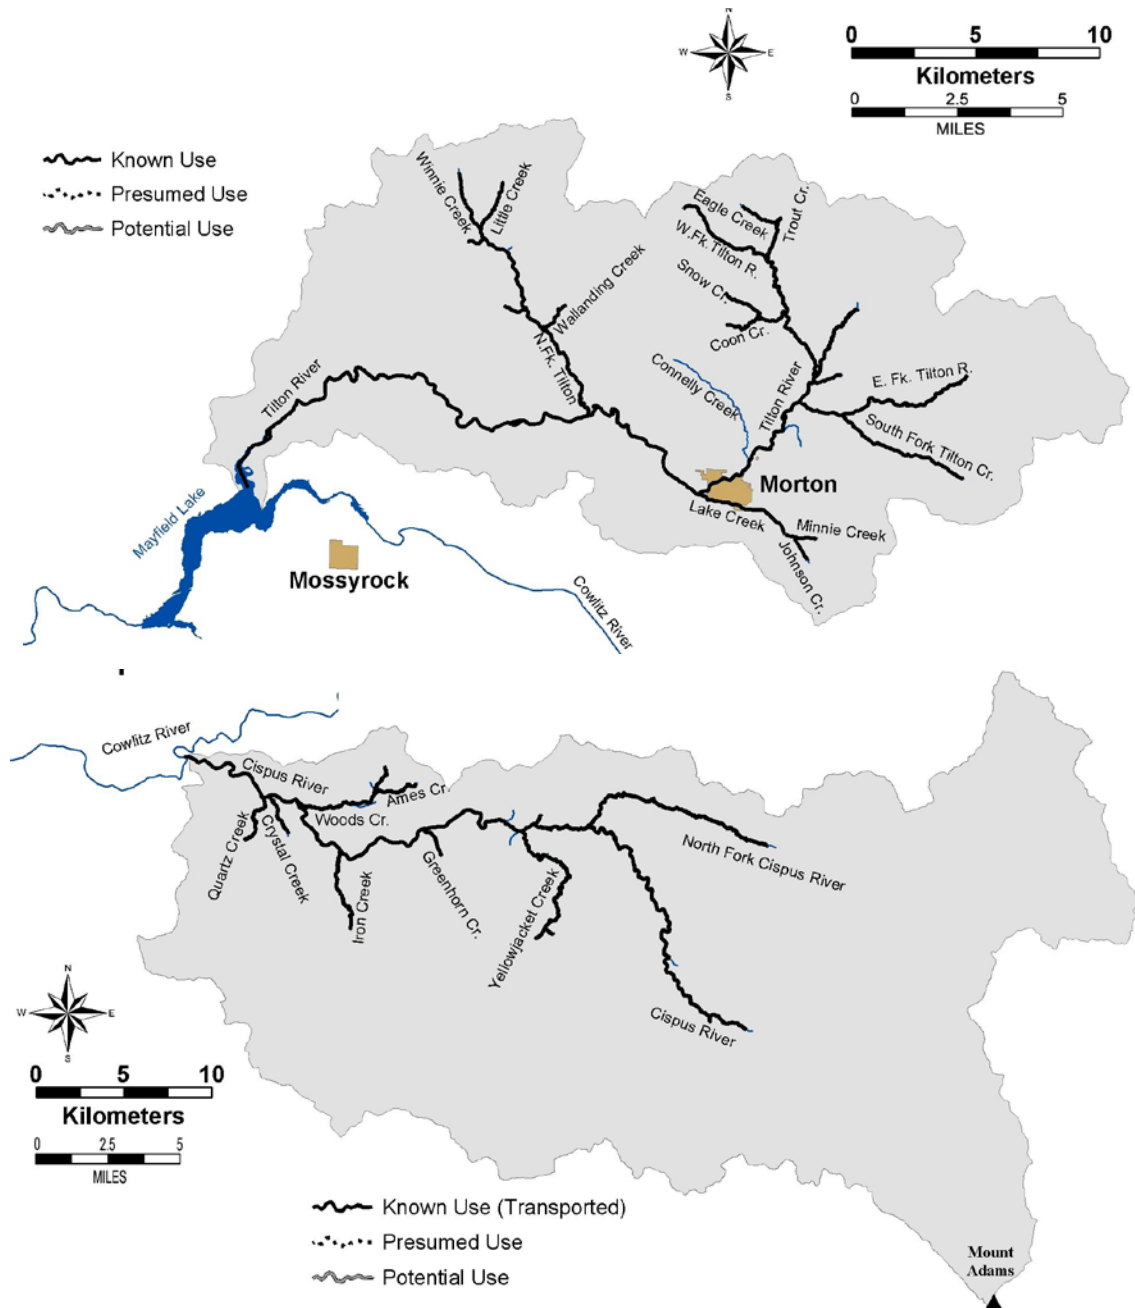 N
W
E
S
0 5 10
Kilometers
0 2.5 5
MILES
Known Use
Presumed Use
Potential Use
Winnie Creek
Little Creek
Wallanding Creek
N.Fk. Tilton
Tilton River
Eagle Creek
Trout Cr.
W.Fk.Tilton R.
Snow Cr.
Coon Cr.
Connelly Creek
Tilton River
E. Fk. Tilton R.
South Fork Tilton Cr.
Morton
Lake Creek
Minnie Creek
Johnson Cr.
Mayfield Lake
Mossyrock
Cowlitz River
Cowlitz River
Cispus River
Ames Cr.
Woods Cr.
Quartz Creek
Crystal Creek
Iron Creek
Greenhorn Cr.
Yellowjacket Creek
North Fork Cispus River
Cispus River
N
W
E
S
0 5 10
Kilometers
0 2.5 5
MILES
Known Use (Transported)
Presumed Use
Potential Use
Mount
Adams